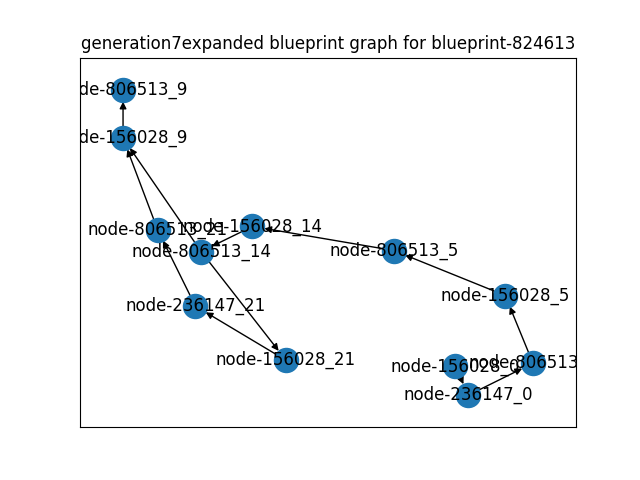 generation7expanded blueprint graph for blueprint-824613
de-806513_9
de-156028_9
node-806513_21
node-156028_14
node-806513_14
node-806513_5
node-156028_5
node-236147_21
node-156028_21
node-156028_0
node-806513
node-236147_0